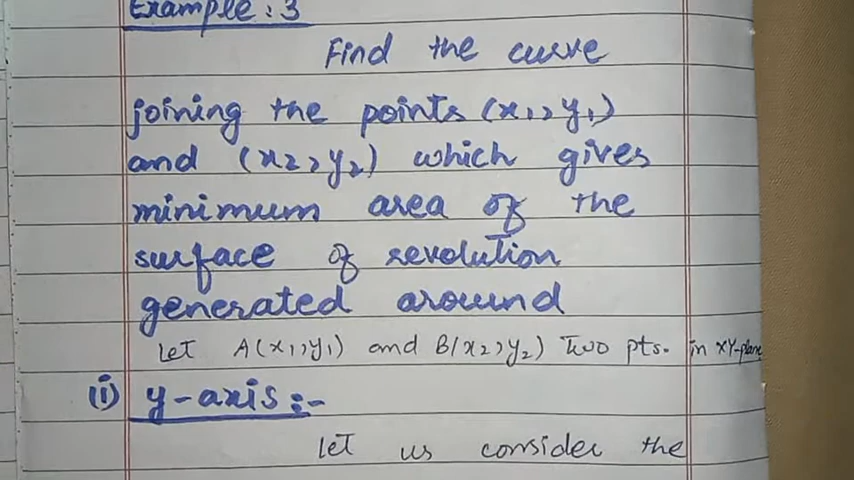 Example: 3
Find the curve
joining the points (x1, y1)
and (x2, y2) which gives
minimum area of the
surface of revolution
generated around
Let A(x1, y1) and B(x2, y2) Two pts. in XY-plane
(i) y-axis:-
Let us consider the